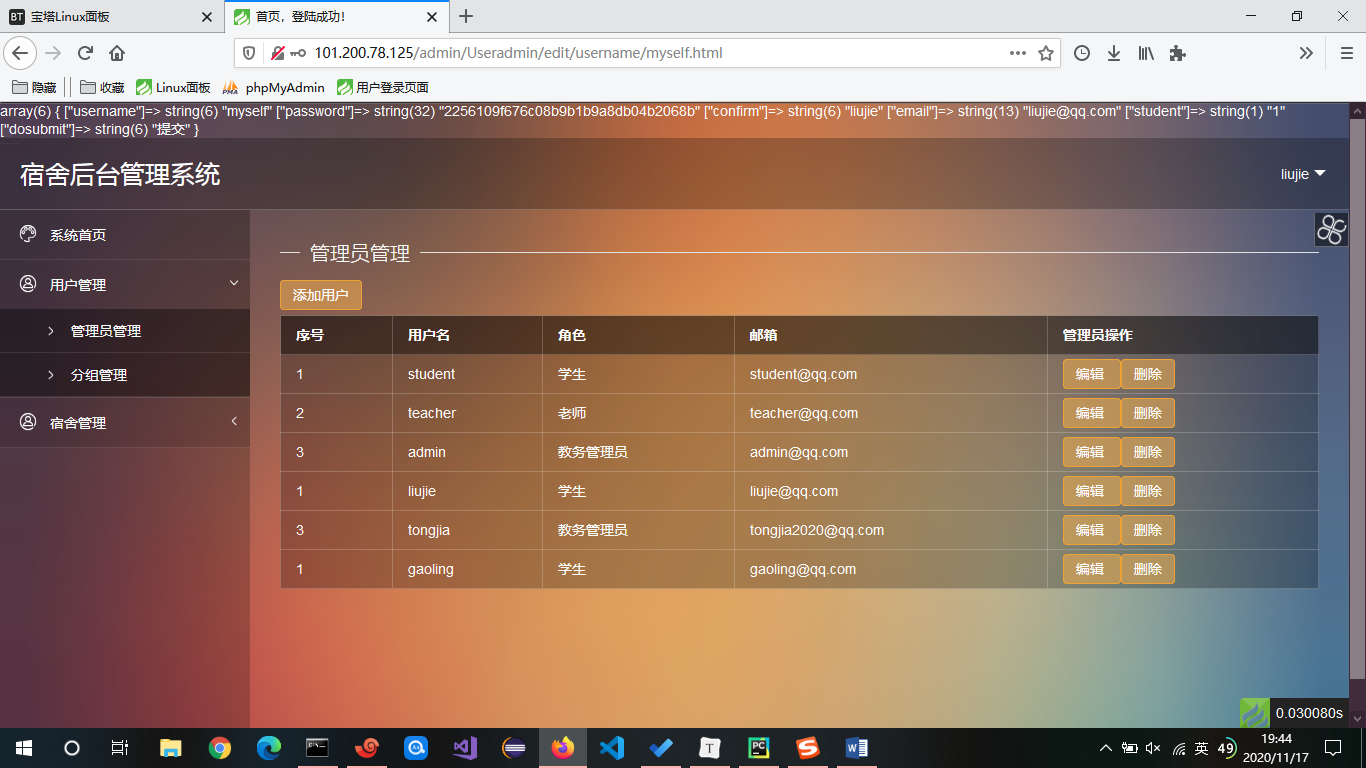 宝塔Linux面板
首页，登陆成功！
101.200.78.125/admin/Useradmin/edit/username/myself.html
隐藏 收藏 Linux面板 phpMyAdmin 用户登录页面
array(6) { ["username"]=> string(6) "myself" ["password"]=> string(32) "2256109f676c08b9b1b9a8db04b2068b" ["confirm"]=> string(6) "liujie" ["email"]=> string(13) "liujie@qq.com" ["student"]=> string(1) "1"
["dosubmit"]=> string(6) "提交" }
宿舍后台管理系统
liujie
系统首页
用户管理
管理员管理
分组管理
宿舍管理
管理员管理
添加用户
序号 用户名 角色 邮箱 管理员操作
1 student 学生 student@qq.com 编辑 删除
2 teacher 老师 teacher@qq.com 编辑 删除
3 admin 教务管理员 admin@qq.com 编辑 删除
1 liujie 学生 liujie@qq.com 编辑 删除
3 tongjia 教务管理员 tongjia2020@qq.com 编辑 删除
1 gaoling 学生 gaoling@qq.com 编辑 删除
0.030080s
英 49 19:44
2020/11/17